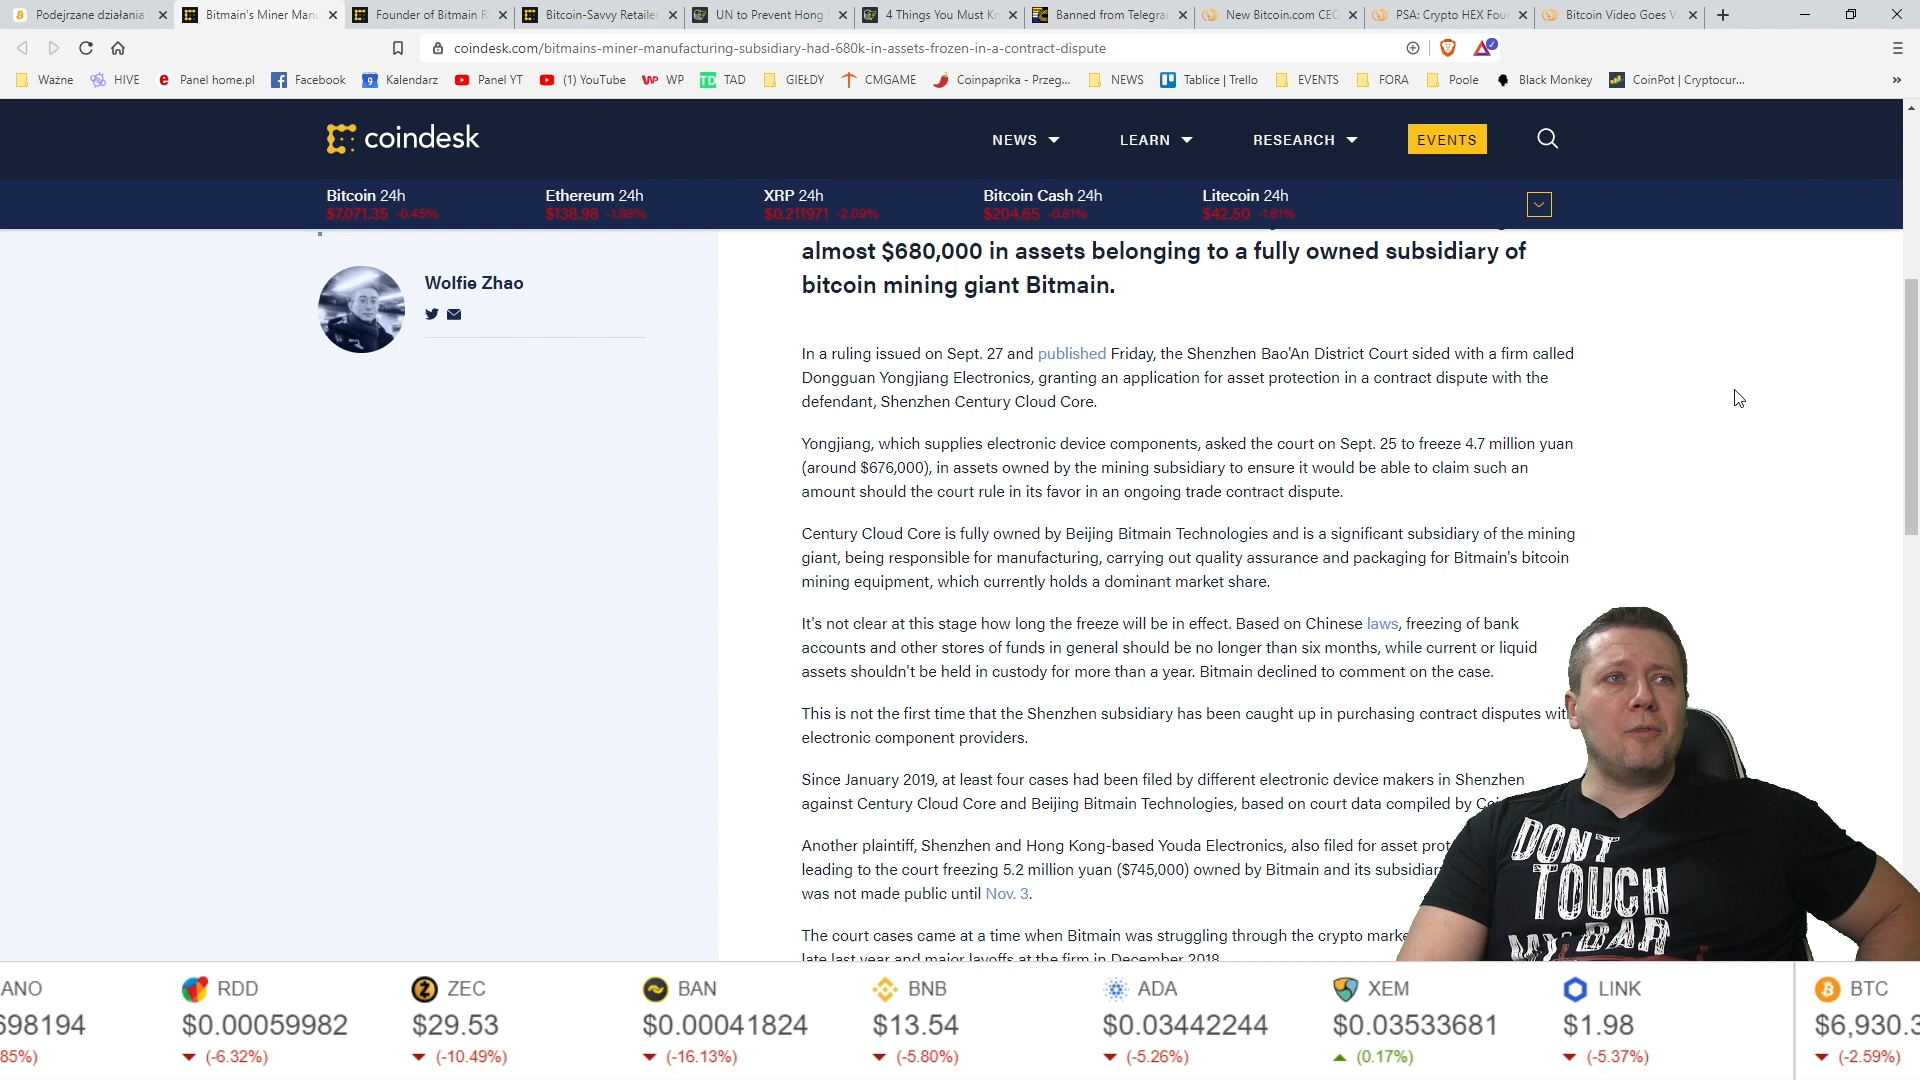 Podejrzane działania
Bitmain's Miner Man
Founder of Bitmain R
Bitcoin-Savvy Retailer
UN to Prevent Hong
4 Things You Must Kn
Banned from Telegra
New Bitcoin.com CEO
PSA: Crypto HEX Fou
Bitcoin Video Goes V
coindesk.com/bitmains-miner-manufacturing-subsidiary-had-680k-in-assets-frozen-in-a-contract-dispute
Ważne
HIVE
Panel home.pl
Facebook
Kalendarz
Panel YT
(1) YouTube
WP
TAD
GIEŁDY
CMGAME
Coinpaprika - Przeg...
NEWS
Tablice | Trello
EVENTS
FORA
Poole
Black Monkey
CoinPot | Cryptocur...
coindesk
NEWS
LEARN
RESEARCH
EVENTS
Bitcoin 24h
$7,071.35 -0.45%
Ethereum 24h
$138.98 -1.88%
XRP 24h
$0.211971 -2.09%
Bitcoin Cash 24h
$204.65 -0.81%
Litecoin 24h
$42.50 -1.61%
almost $680,000 in assets belonging to a fully owned subsidiary of
bitcoin mining giant Bitmain.
Wolfie Zhao
In a ruling issued on Sept. 27 and published Friday, the Shenzhen Bao'An District Court sided with a firm called
Dongguan Yongjiang Electronics, granting an application for asset protection in a contract dispute with the
defendant, Shenzhen Century Cloud Core.
Yongjiang, which supplies electronic device components, asked the court on Sept. 25 to freeze 4.7 million yuan
(around $676,000), in assets owned by the mining subsidiary to ensure it would be able to claim such an
amount should the court rule in its favor in an ongoing trade contract dispute.
Century Cloud Core is fully owned by Beijing Bitmain Technologies and is a significant subsidiary of the mining
giant, being responsible for manufacturing, carrying out quality assurance and packaging for Bitmain's bitcoin
mining equipment, which currently holds a dominant market share.
It's not clear at this stage how long the freeze will be in effect. Based on Chinese laws, freezing of bank
accounts and other stores of funds in general should be no longer than six months, while current or liquid
assets shouldn't be held in custody for more than a year. Bitmain declined to comment on the case.
This is not the first time that the Shenzhen subsidiary has been caught up in purchasing contract disputes with
electronic component providers.
Since January 2019, at least four cases had been filed by different electronic device makers in Shenzhen
against Century Cloud Core and Beijing Bitmain Technologies, based on court data compiled by
Another plaintiff, Shenzhen and Hong Kong-based Youda Electronics, also filed for asset
leading to the court freezing 5.2 million yuan ($745,000) owned by Bitmain and its
was not made public until Nov. 3.
The court cases came at a time when Bitmain was struggling through the crypto
late last year and major layoffs at the firm in December 2018
DONT
TOUCH
MY BAR
ANO
698194
85%)
RDD
$0.00059982
(-6.32%)
ZEC
$29.53
(-10.49%)
BAN
$0.00041824
(-16.13%)
BNB
$13.54
(-5.80%)
ADA
$0.03442244
(-5.26%)
XEM
$0.03533681
(0.17%)
LINK
$1.98
(-5.37%)
BTC
$6,930.3
(-2.59%)